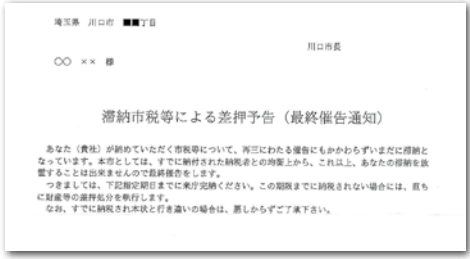 埼玉県 川口市 ■■丁目
川口市長
○○ ×× 様
滞納市税等による差押予告（最終催告通知）
あなた（貴社）が納めていただく市税等について、再三にわたる催告にもかかわらずいまだに滞納と
なっています。本市としては、すでに納付された納税者との均衡上から、これ以上、あなたの滞納を放
置することは出来ませんので最終催告をします。
つきましては、下記指定期日までに来庁完納ください。この期限までに納税されない場合には、直ち
に財産等の差押処分を執行します。
なお、すでに納税され本状と行き違いの場合は、悪しからずご了承下さい。